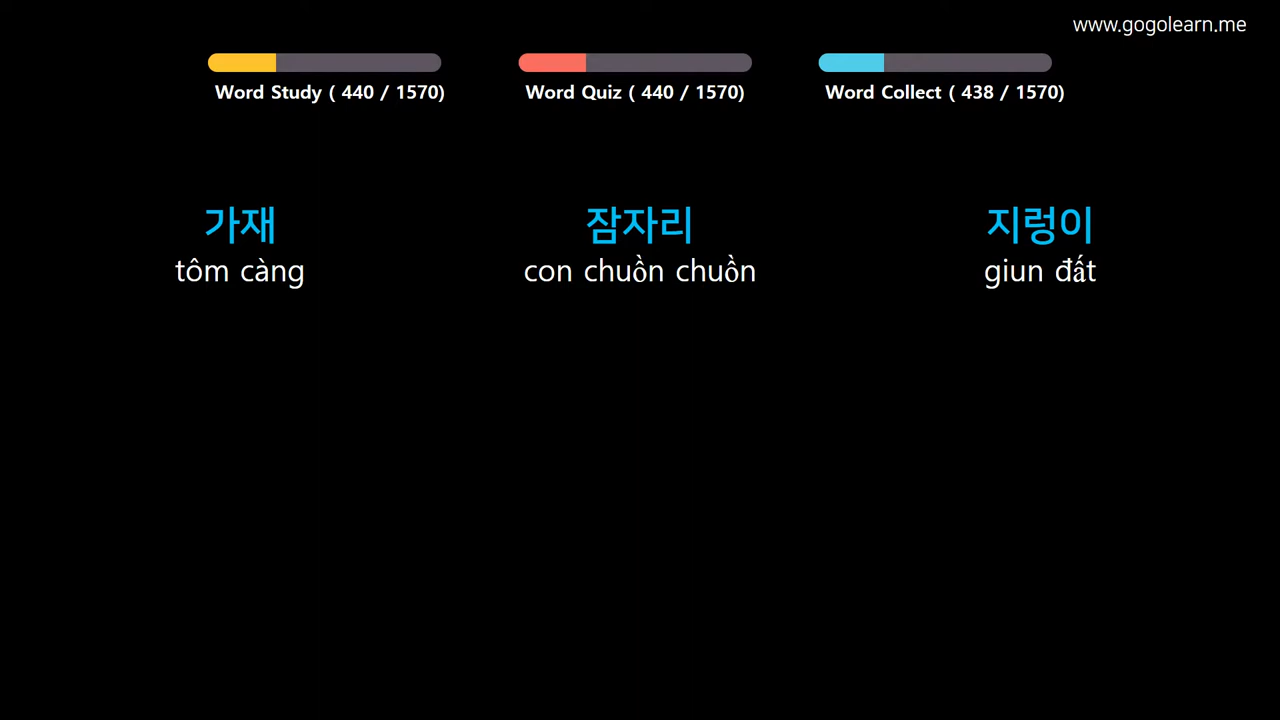 www.gogolearn.me
Word Study ( 440 / 1570)
Word Quiz ( 440 / 1570)
Word Collect ( 438 / 1570)
가재
tôm càng
잠자리
con chuồn chuồn
지렁이
giun đất